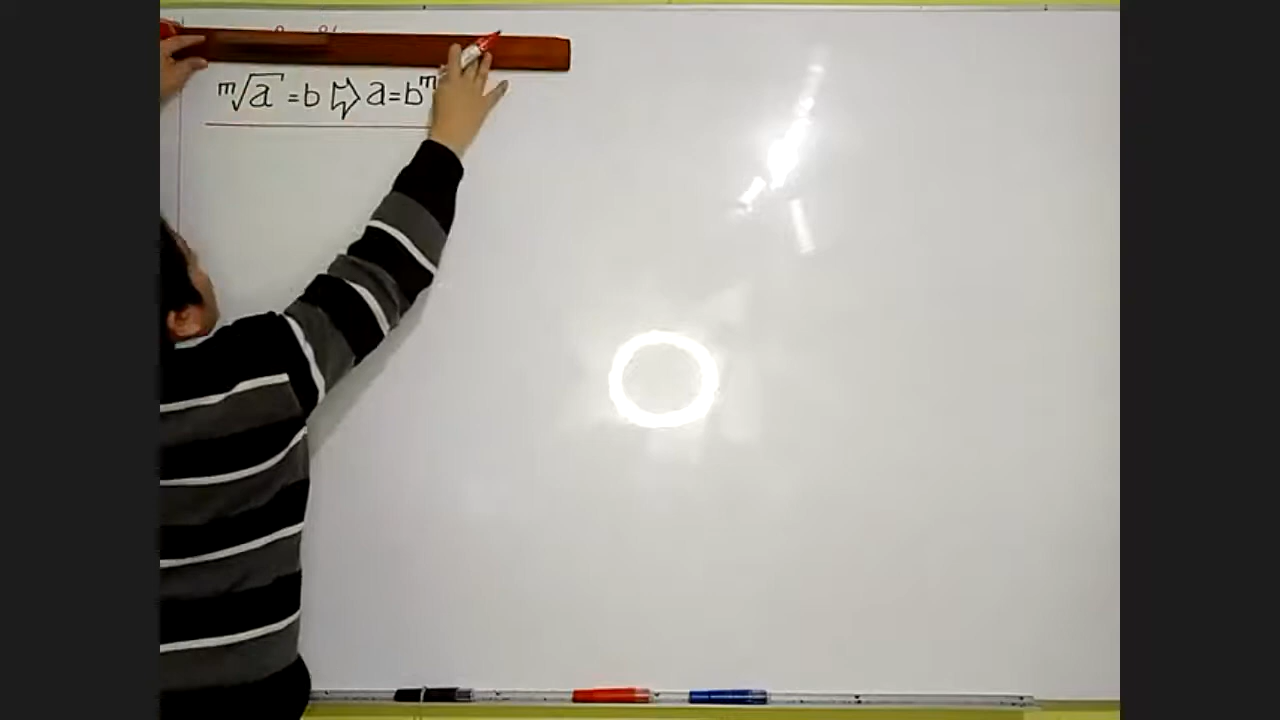 ᵐ√a = b ⇨ a = bᵐ